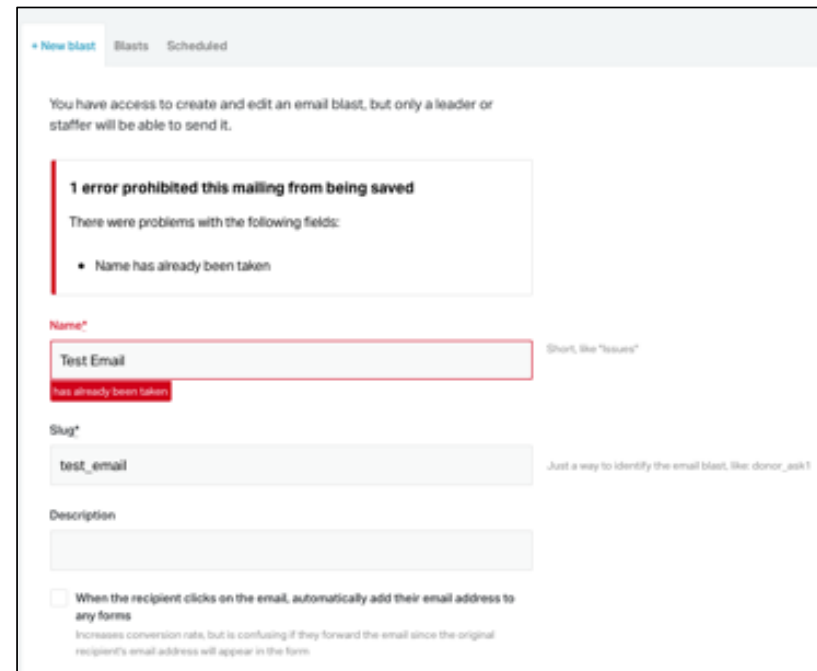 + New blast Blasts Scheduled
You have access to create and edit an email blast, but only a leader or
staffer will be able to send it.
1 error prohibited this mailing from being saved
There were problems with the following fields:
• Name has already been taken
Name*
Test Email
Short, like "Issues"
has already been taken
Slug*
test_email
Just a way to identify the email blast, like: donor_ask1
Description
When the recipient clicks on the email, automatically add their email address to
any forms
Increases conversion rate, but is confusing if they forward the email since the original
recipient's email address will appear in the form